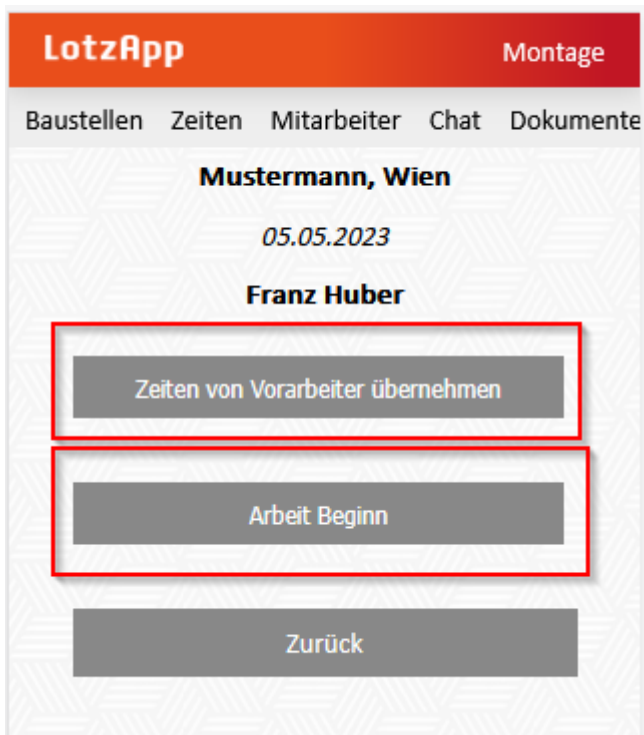 LotzApp
Montage
Baustellen Zeiten Mitarbeiter Chat Dokumente
Mustermann, Wien
05.05.2023
Franz Huber
Zeiten von Vorarbeiter übernehmen
Arbeit Beginn
Zurück